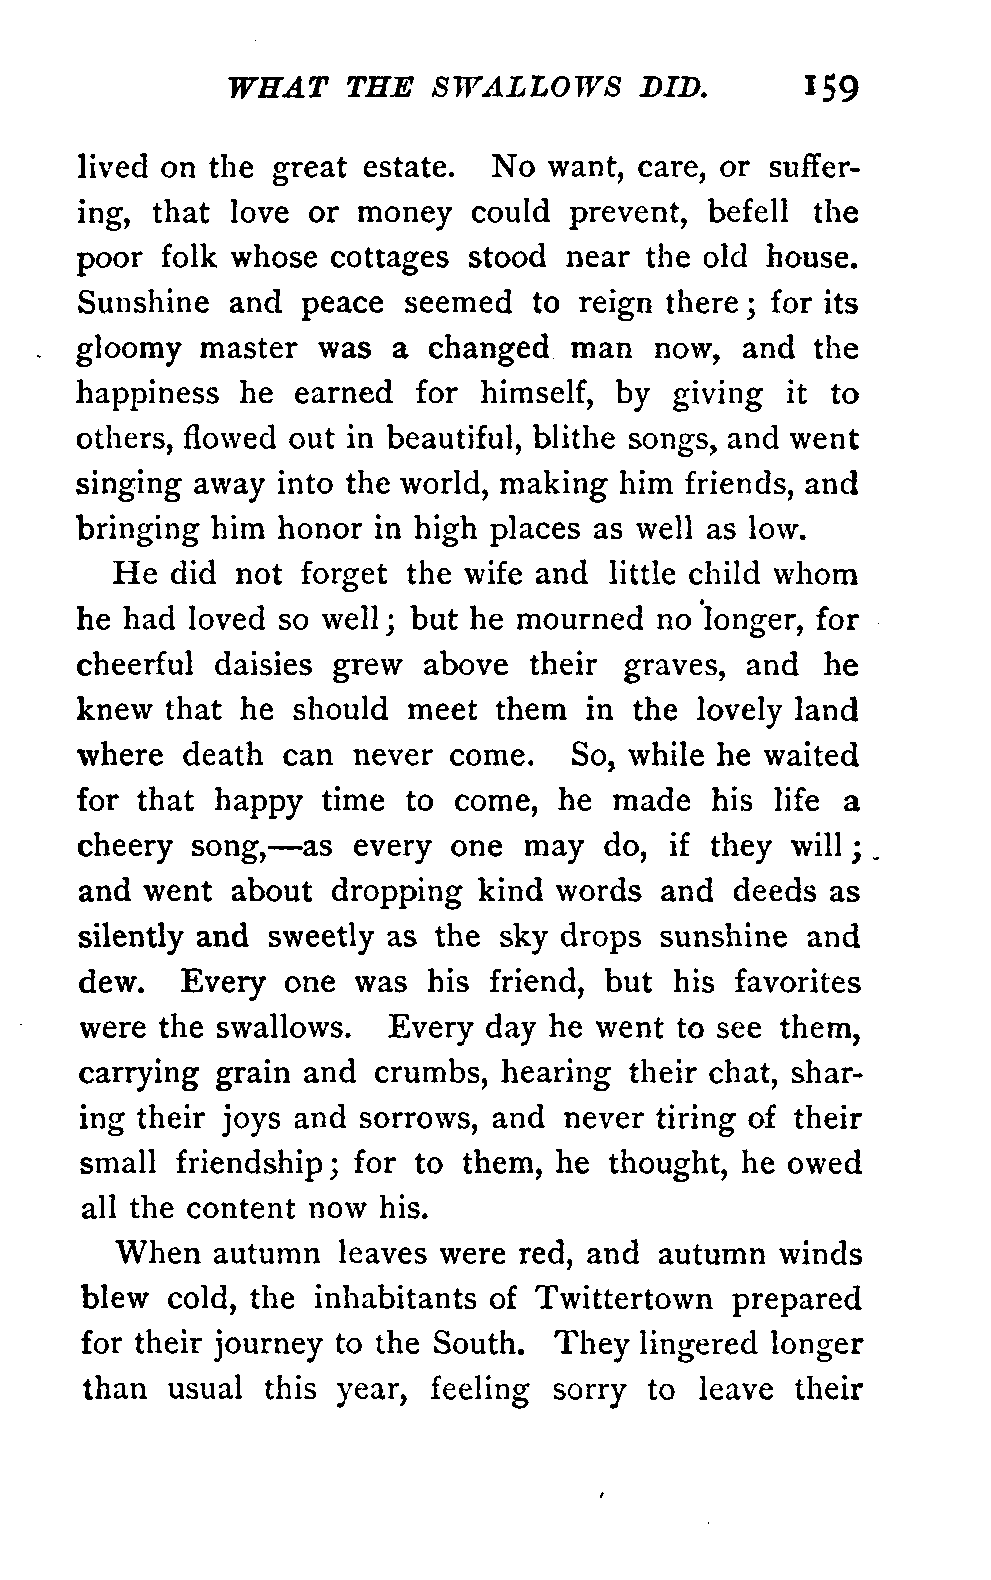 WHAT THE SWALLOWS DID. 159
lived on the great estate. No want, care, or suffer-
ing, that love or money could prevent, befell the
poor folk whose cottages stood near the old house.
Sunshine and peace seemed to reign there; for its
gloomy master was a changed man now, and the
happiness he earned for himself, by giving it to
others, flowed out in beautiful, blithe songs, and went
singing away into the world, making him friends, and
bringing him honor in high places as well as low.
He did not forget the wife and little child whom
he had loved so well; but he mourned no longer, for
cheerful daisies grew above their graves, and he
knew that he should meet them in the lovely land
where death can never come. So, while he waited
for that happy time to come, he made his life a
cheery song,—as every one may do, if they will;
and went about dropping kind words and deeds as
silently and sweetly as the sky drops sunshine and
dew. Every one was his friend, but his favorites
were the swallows. Every day he went to see them,
carrying grain and crumbs, hearing their chat, shar-
ing their joys and sorrows, and never tiring of their
small friendship; for to them, he thought, he owed
all the content now his.
When autumn leaves were red, and autumn winds
blew cold, the inhabitants of Twittertown prepared
for their journey to the South. They lingered longer
than usual this year, feeling sorry to leave their